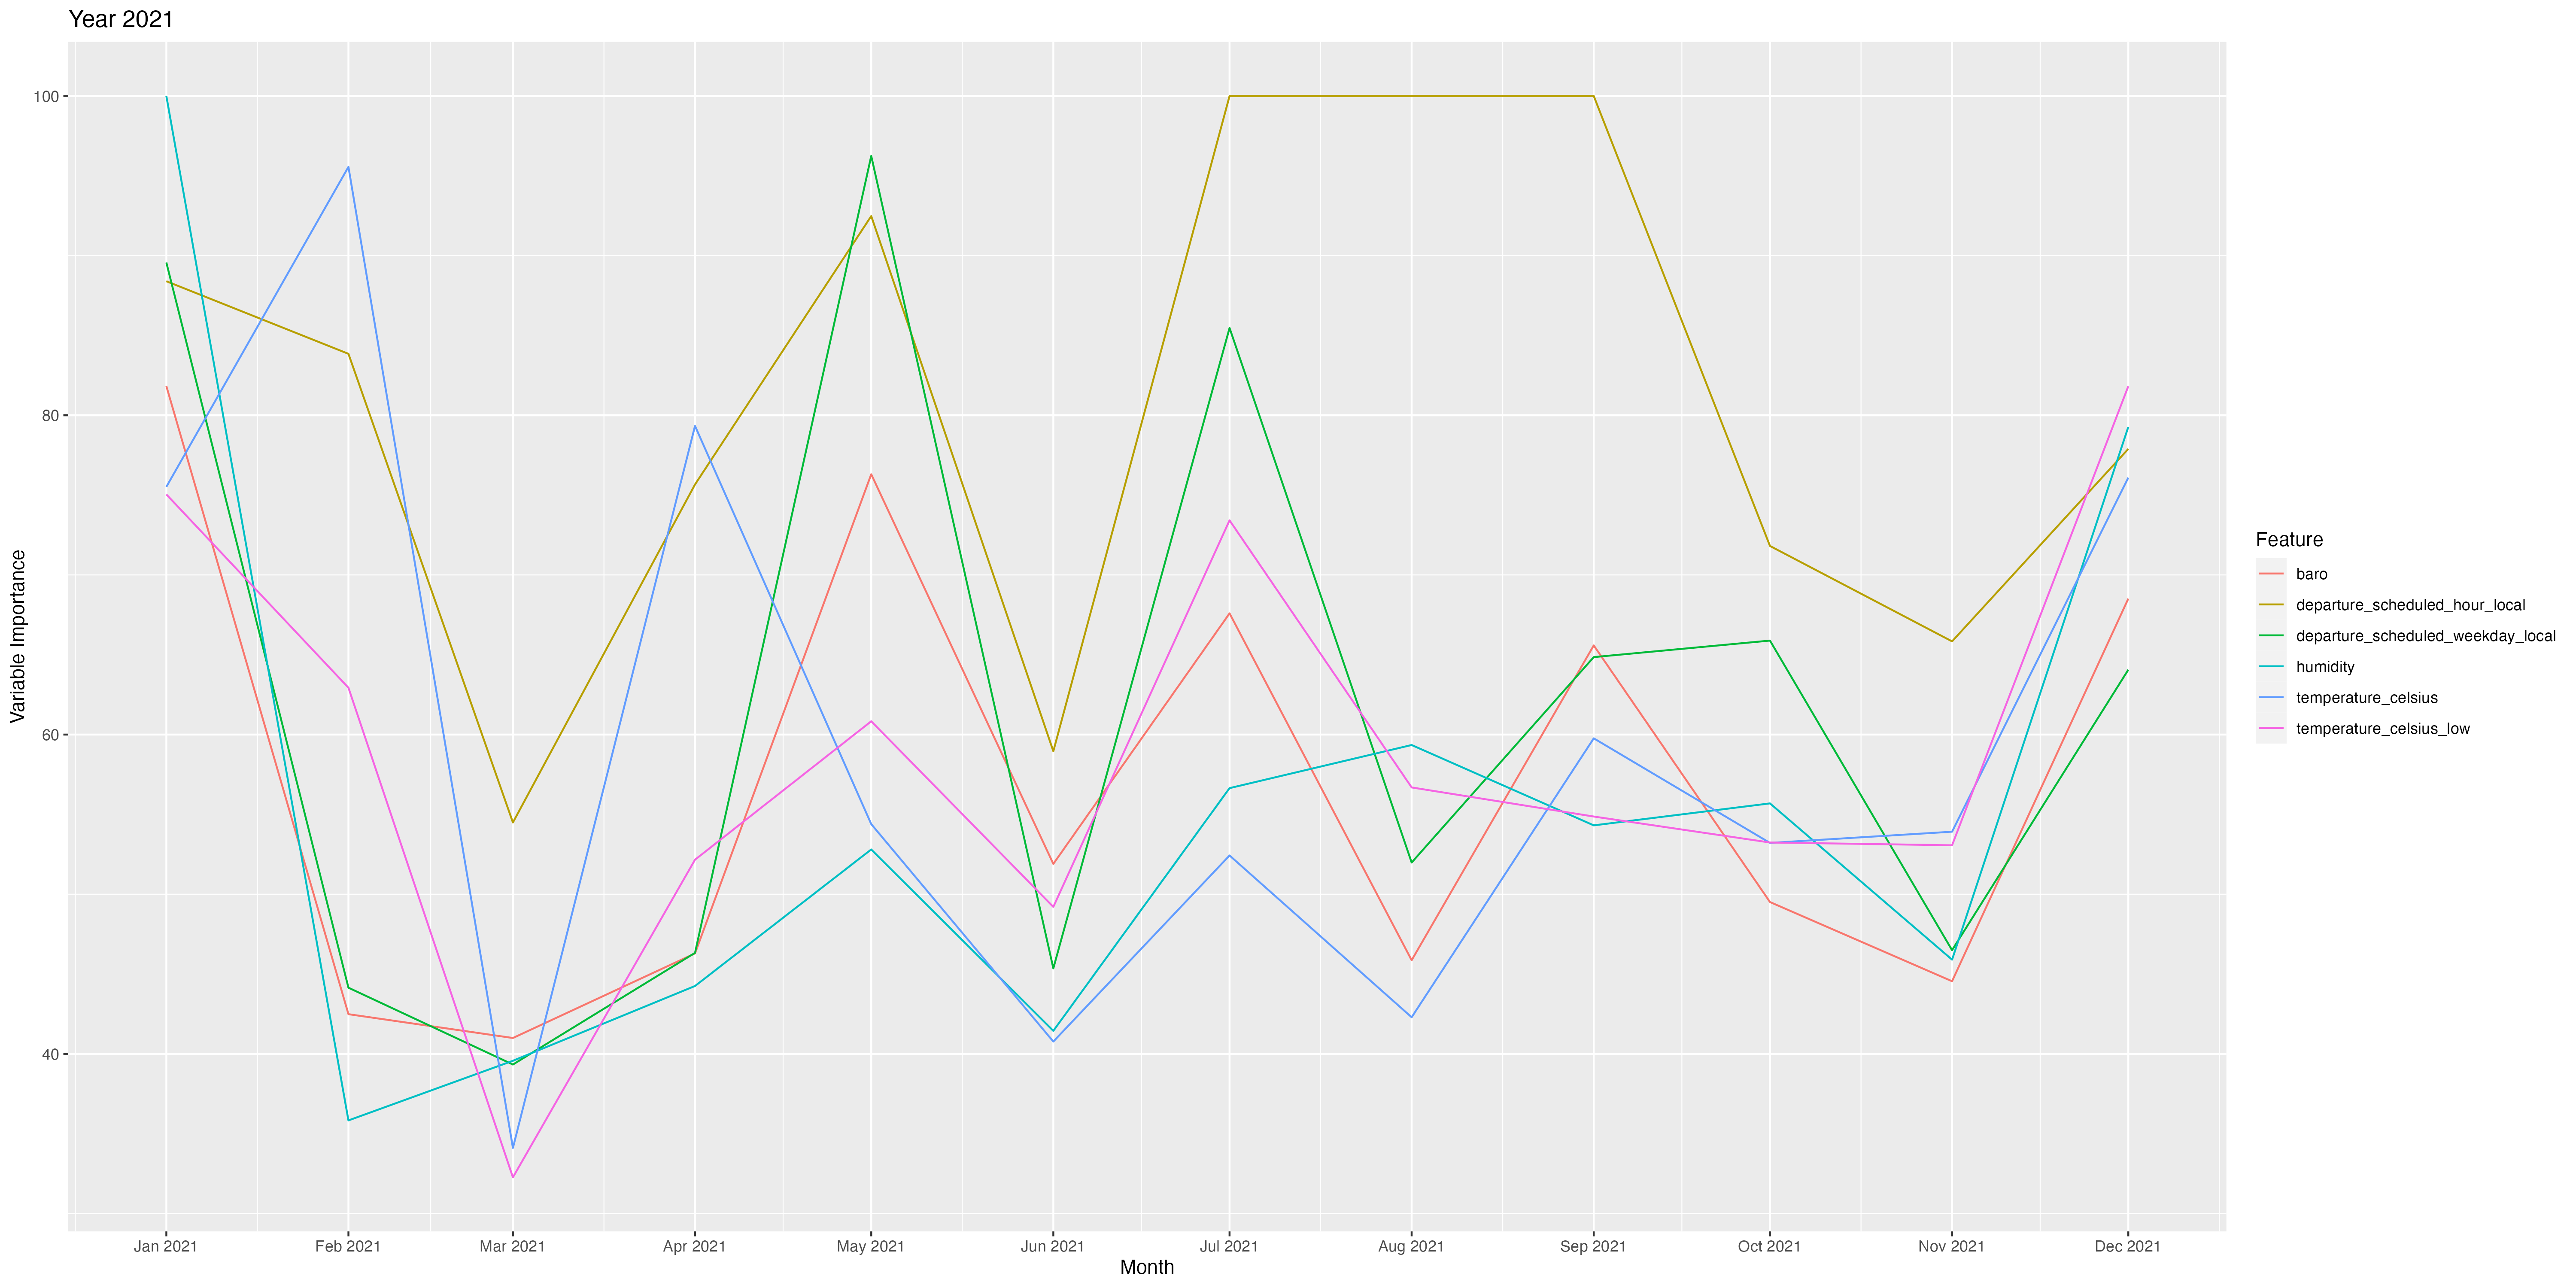 Year 2021
100
80
60
40
Variable Importance
Jan 2021 Feb 2021 Mar 2021 Apr 2021 May 2021 Jun 2021 Jul 2021 Aug 2021 Sep 2021 Oct 2021 Nov 2021 Dec 2021
Month
Feature
baro
departure_scheduled_hour_local
departure_scheduled_weekday_local
humidity
temperature_celsius
temperature_celsius_low